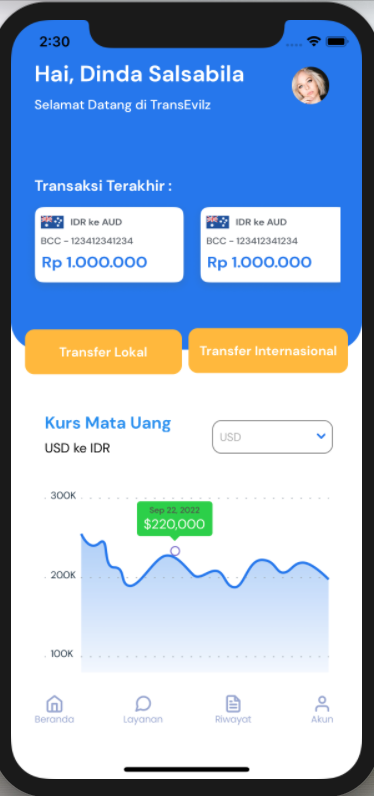 2:30
Hai, Dinda Salsabila
Selamat Datang di TransEvilz
Transaksi Terakhir :
IDR ke AUD
BCC - 123412341234
Rp 1.000.000
IDR ke AUD
BCC - 123412341234
Rp 1.000.000
Transfer Lokal
Transfer Internasional
Kurs Mata Uang
USD ke IDR
USD
300K
Sep 22, 2022
$220,000
200K
100K
Beranda
Layanan
RIwayat
Akun